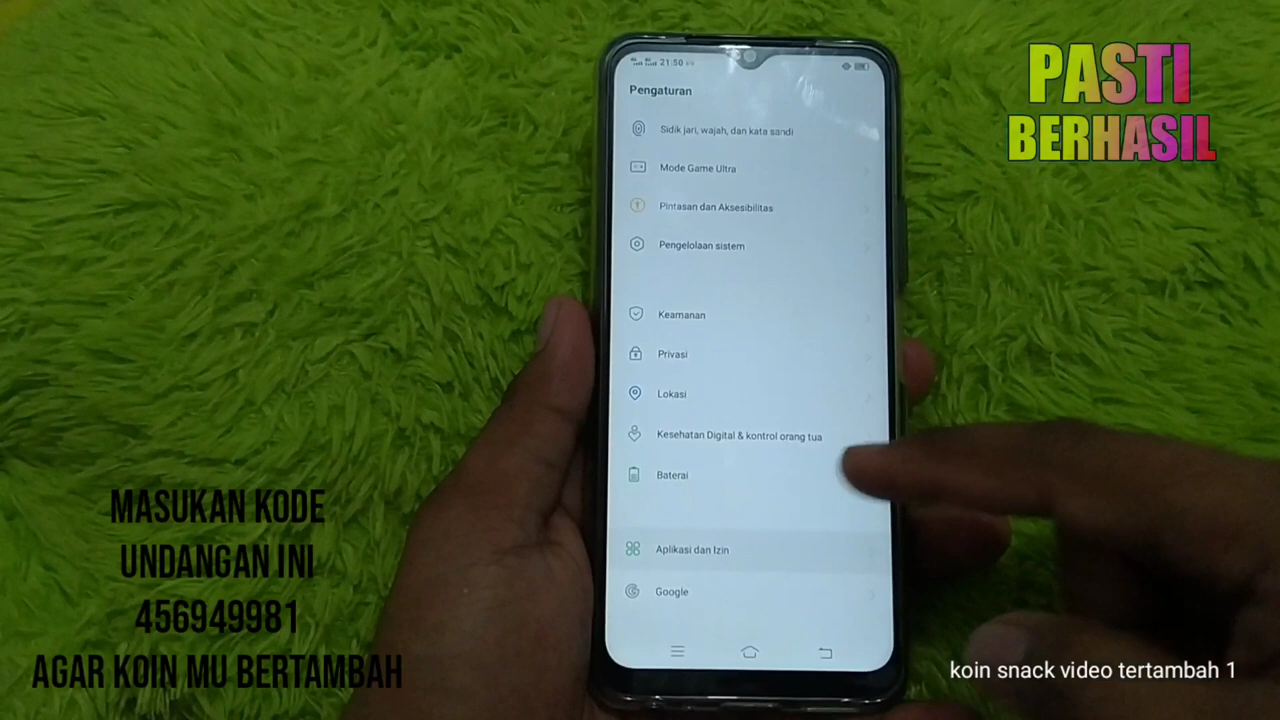 21:50
Pengaturan
Sidik jari, wajah, dan kata sandi
Mode Game Ultra
Pintasan dan Aksesibilitas
Pengelolaan sistem
Keamanan
Privasi
Lokasi
Kesehatan Digital & kontrol orang tua
Baterai
Aplikasi dan Izin
Google
PASTI
BERHASIL
MASUKAN KODE
UNDANGAN INI
456949981
AGAR KOIN MU BERTAMBAH
koin snack video tertambah 1